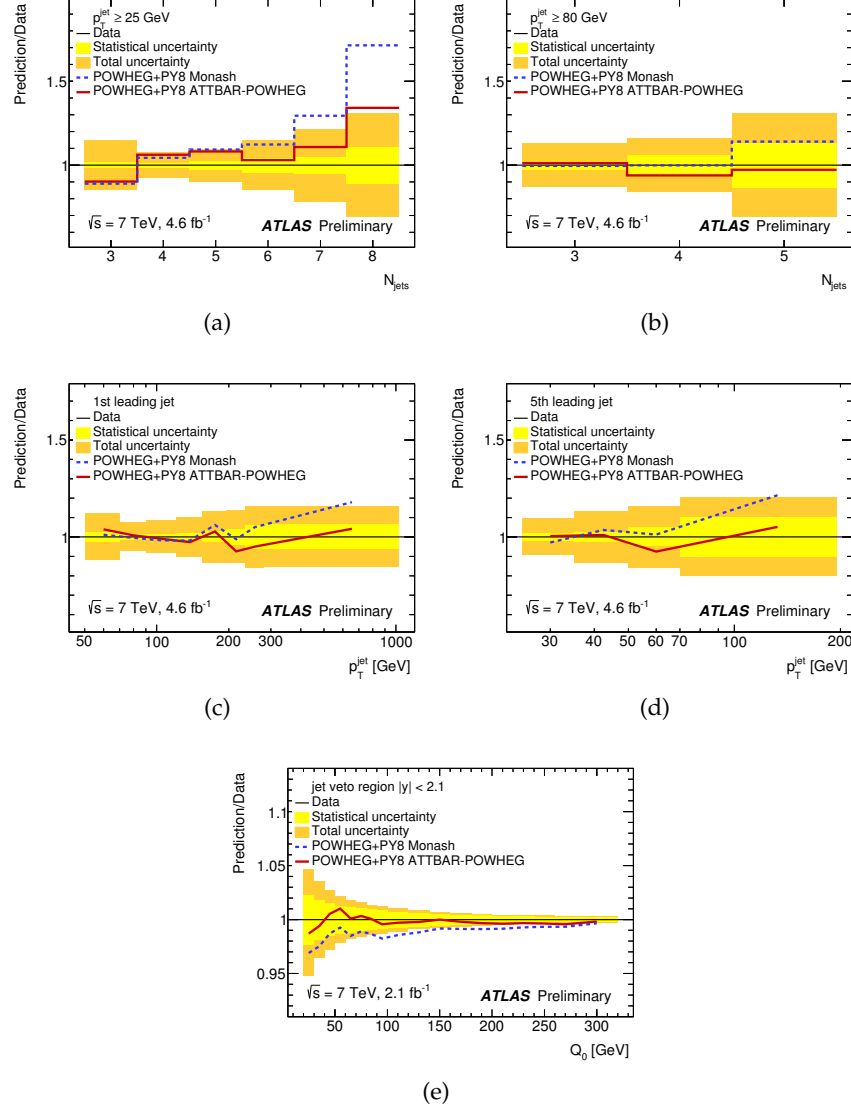 p_T^jet ≥ 25 GeV
Data
Statistical uncertainty
Total uncertainty
POWHEG+PY8 Monash
POWHEG+PY8 ATTBAR-POWHEG
Prediction/Data
1.5
1
√s = 7 TeV, 4.6 fb⁻¹
ATLAS Preliminary
3 4 5 6 7 8
N_jets
(a)
p_T^jet ≥ 80 GeV
Data
Statistical uncertainty
Total uncertainty
POWHEG+PY8 Monash
POWHEG+PY8 ATTBAR-POWHEG
Prediction/Data
1.5
1
√s = 7 TeV, 4.6 fb⁻¹
ATLAS Preliminary
3 4 5
N_jets
(b)
1st leading jet
Data
Statistical uncertainty
Total uncertainty
POWHEG+PY8 Monash
POWHEG+PY8 ATTBAR-POWHEG
Prediction/Data
1.5
1
√s = 7 TeV, 4.6 fb⁻¹
ATLAS Preliminary
50 100 200 300 1000
p_T^jet [GeV]
(c)
5th leading jet
Data
Statistical uncertainty
Total uncertainty
POWHEG+PY8 Monash
POWHEG+PY8 ATTBAR-POWHEG
Prediction/Data
1.5
1
√s = 7 TeV, 4.6 fb⁻¹
ATLAS Preliminary
30 40 50 60 70 100 200
p_T^jet [GeV]
(d)
jet veto region |y| < 2.1
Data
Statistical uncertainty
Total uncertainty
POWHEG+PY8 Monash
POWHEG+PY8 ATTBAR-POWHEG
Prediction/Data
1.1
1.05
1
0.95
√s = 7 TeV, 2.1 fb⁻¹
ATLAS Preliminary
50 100 150 200 250 300
Q_0 [GeV]
(e)